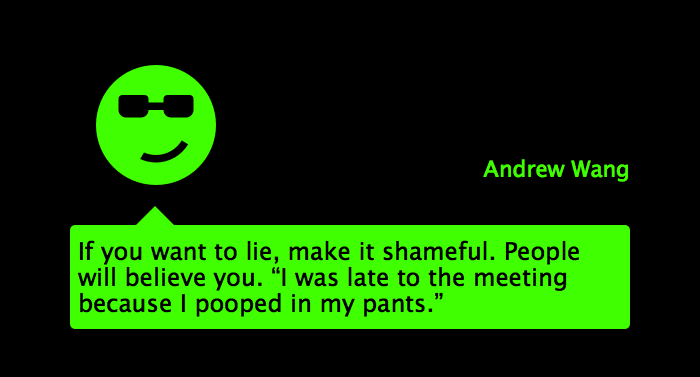 Andrew Wang
If you want to lie, make it shameful. People
will believe you. “I was late to the meeting
because I pooped in my pants.”